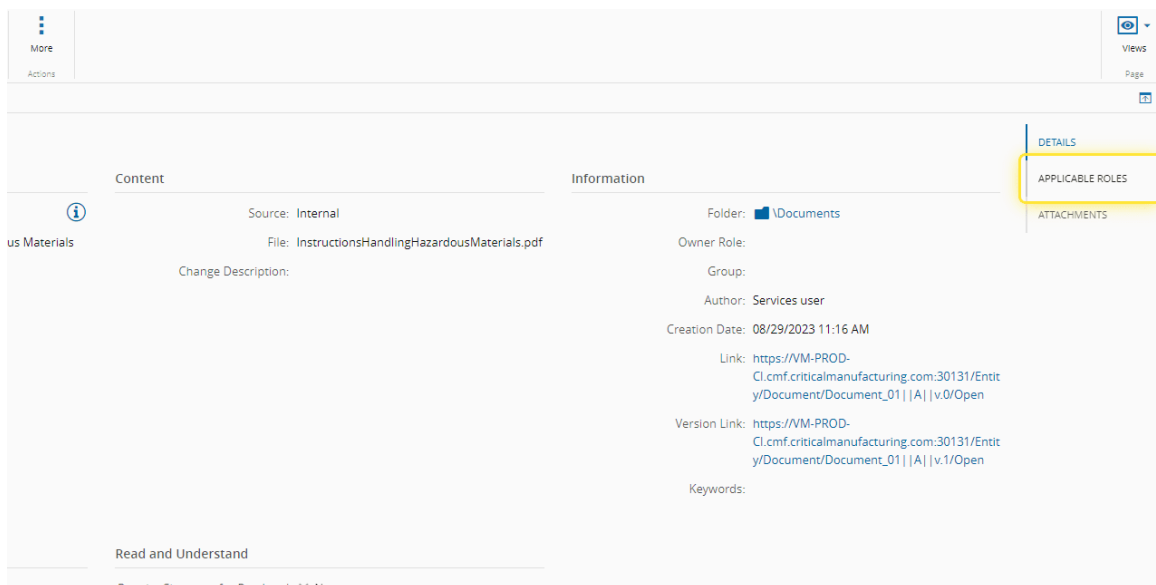 More
Views
Actions
Page
DETAILS
Content
Information
APPLICABLE ROLES
Source: Internal
Folder: \Documents
ATTACHMENTS
us Materials
File: InstructionsHandlingHazardousMaterials.pdf
Owner Role:
Change Description:
Group:
Author: Services user
Creation Date: 08/29/2023 11:16 AM
Link: https://VM-PROD-
CI.cmf.criticalmanufacturing.com:30131/Entit
y/Document/Document_01||A||v.0/Open
Version Link: https://VM-PROD-
CI.cmf.criticalmanufacturing.com:30131/Entit
y/Document/Document_01||A||v.1/Open
Keywords:
Read and Understand